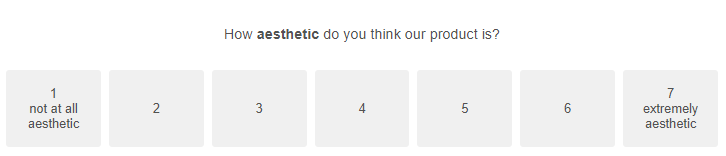 How aesthetic do you think our product is?
1
not at all
aesthetic
2
3
4
5
6
7
extremely
aesthetic